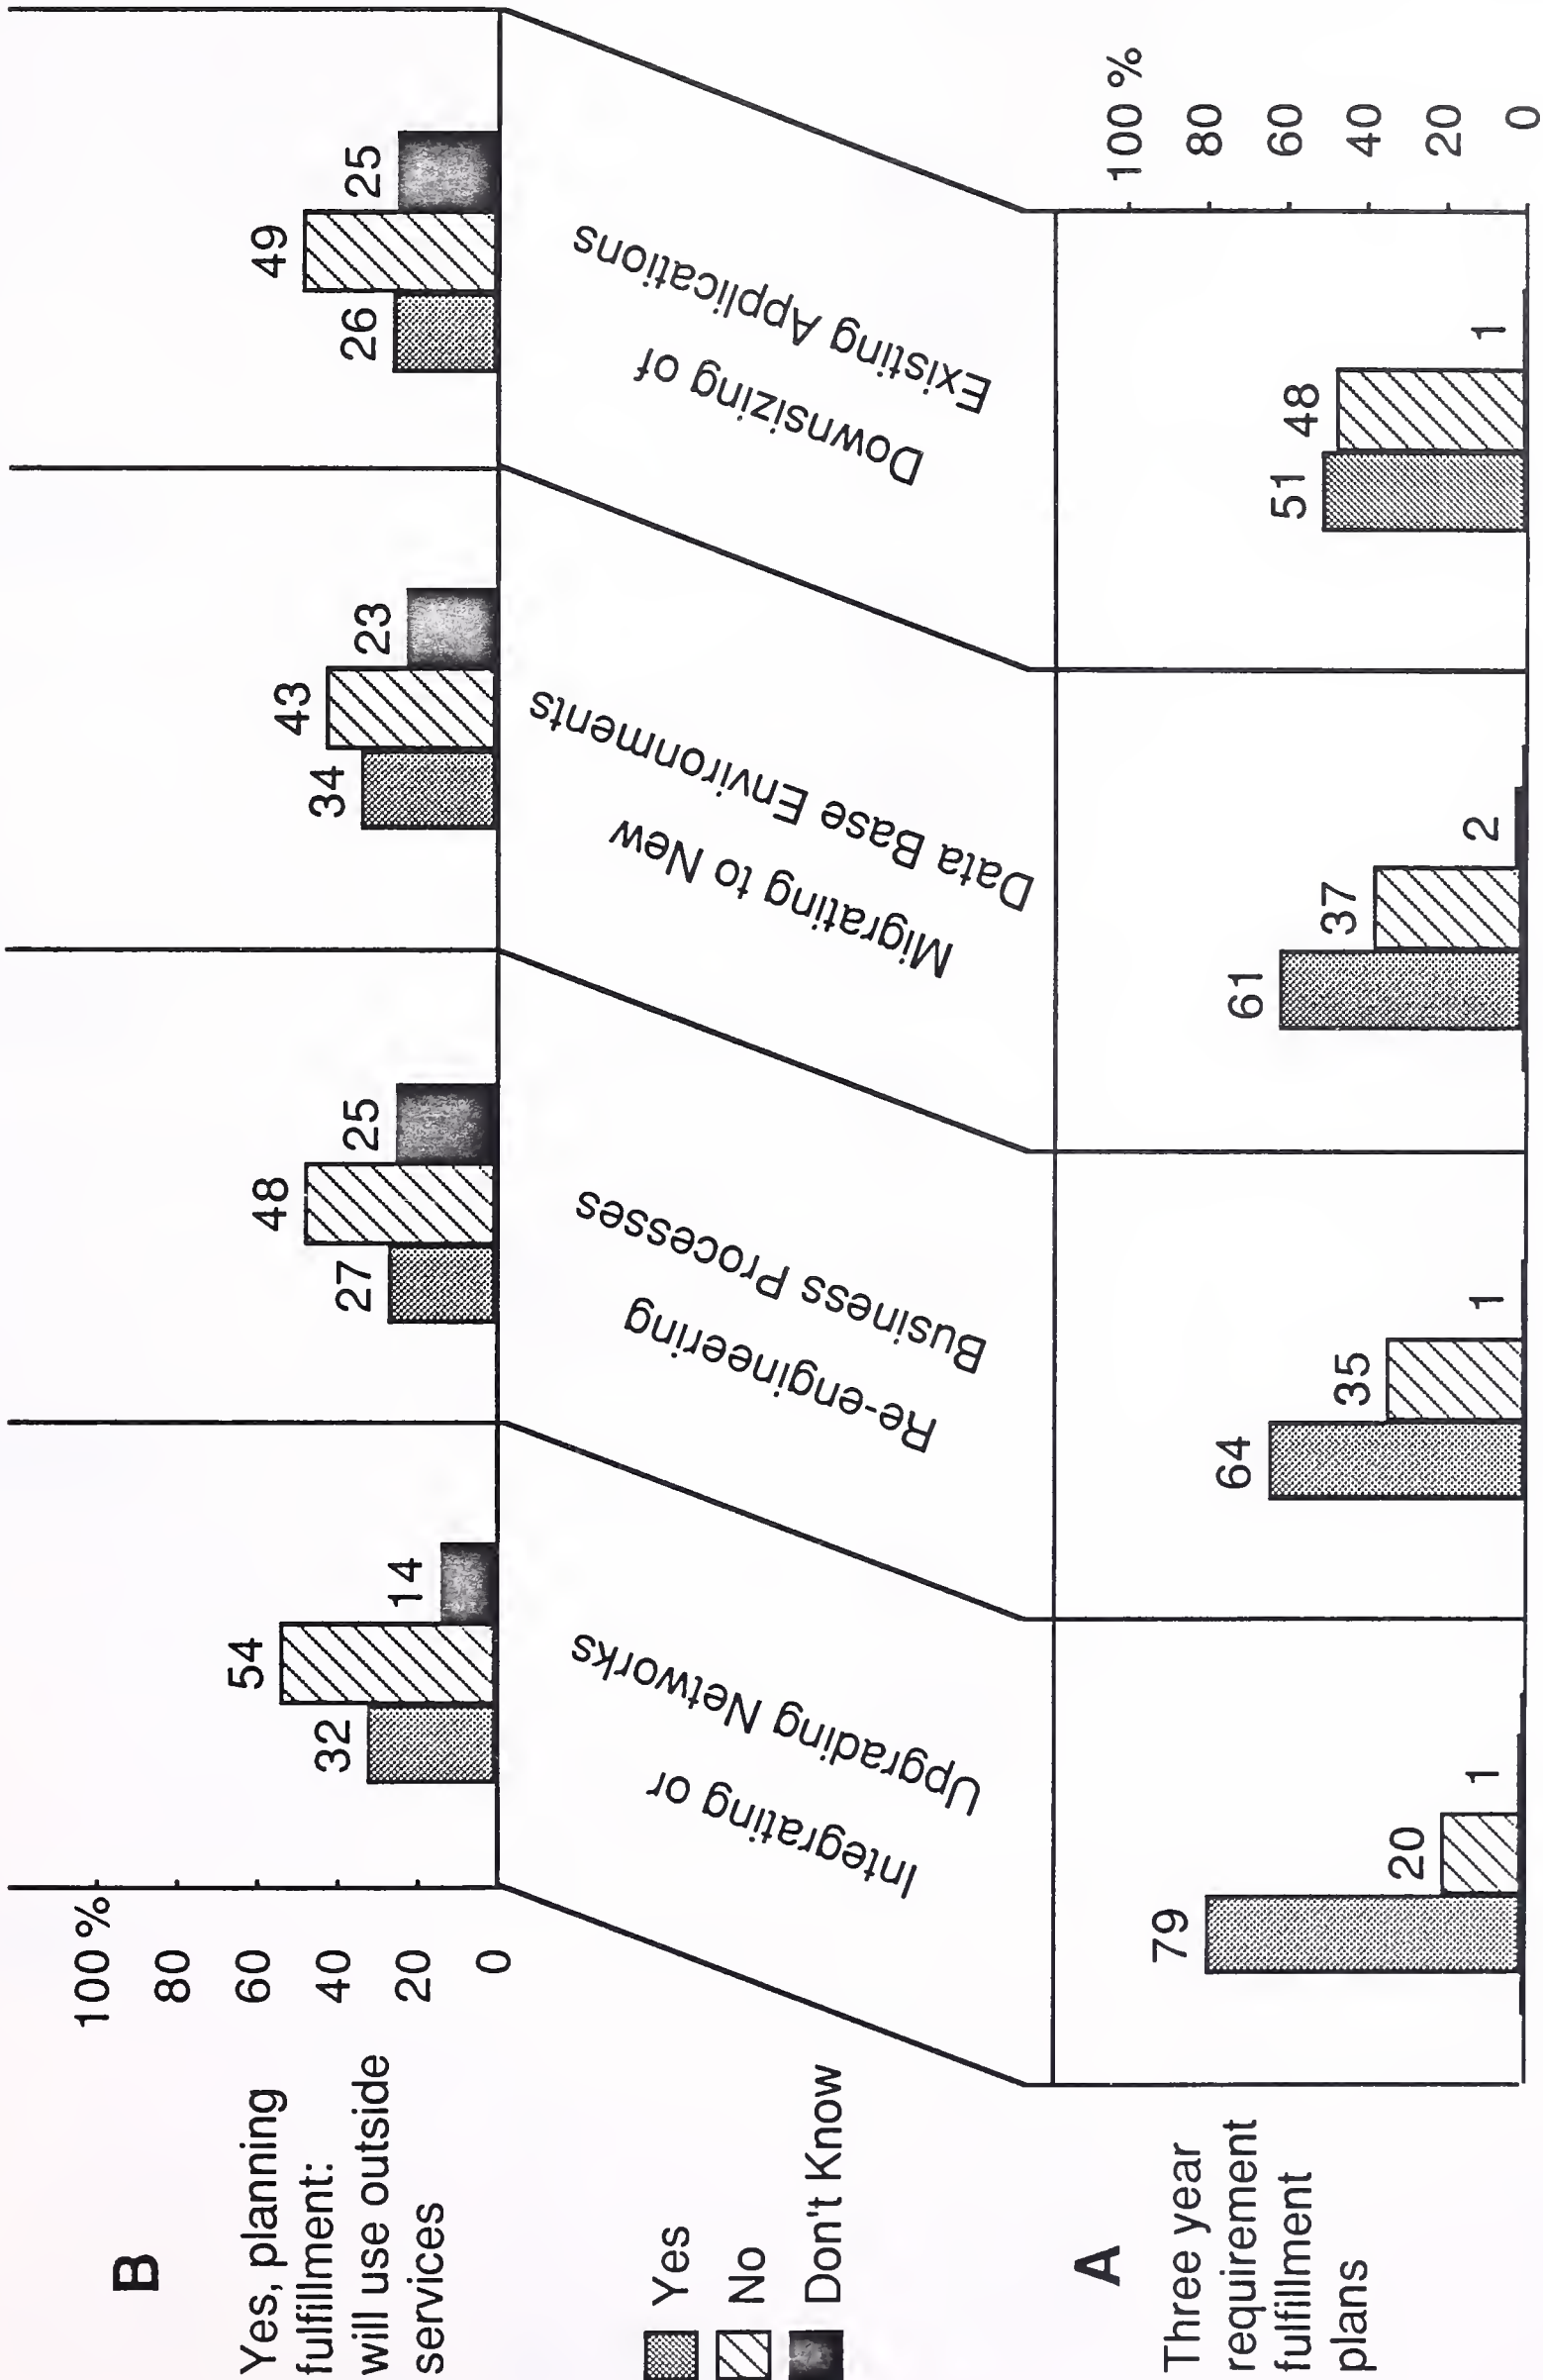 B
Yes, planning
fulfillment:
will use outside
services
100 %
80
60
40
20
0
32
54
14
27
48
25
34
43
23
26
49
25
Yes
No
Don't Know
Integrating or
Upgrading Networks
Re-engineering
Business Processes
Migrating to New
Data Base Environments
Downsizing of
Existing Applications
A
Three year
requirement
fulfillment
plans
79
20
1
64
35
1
61
37
2
51
48
1
100 %
80
60
40
20
0